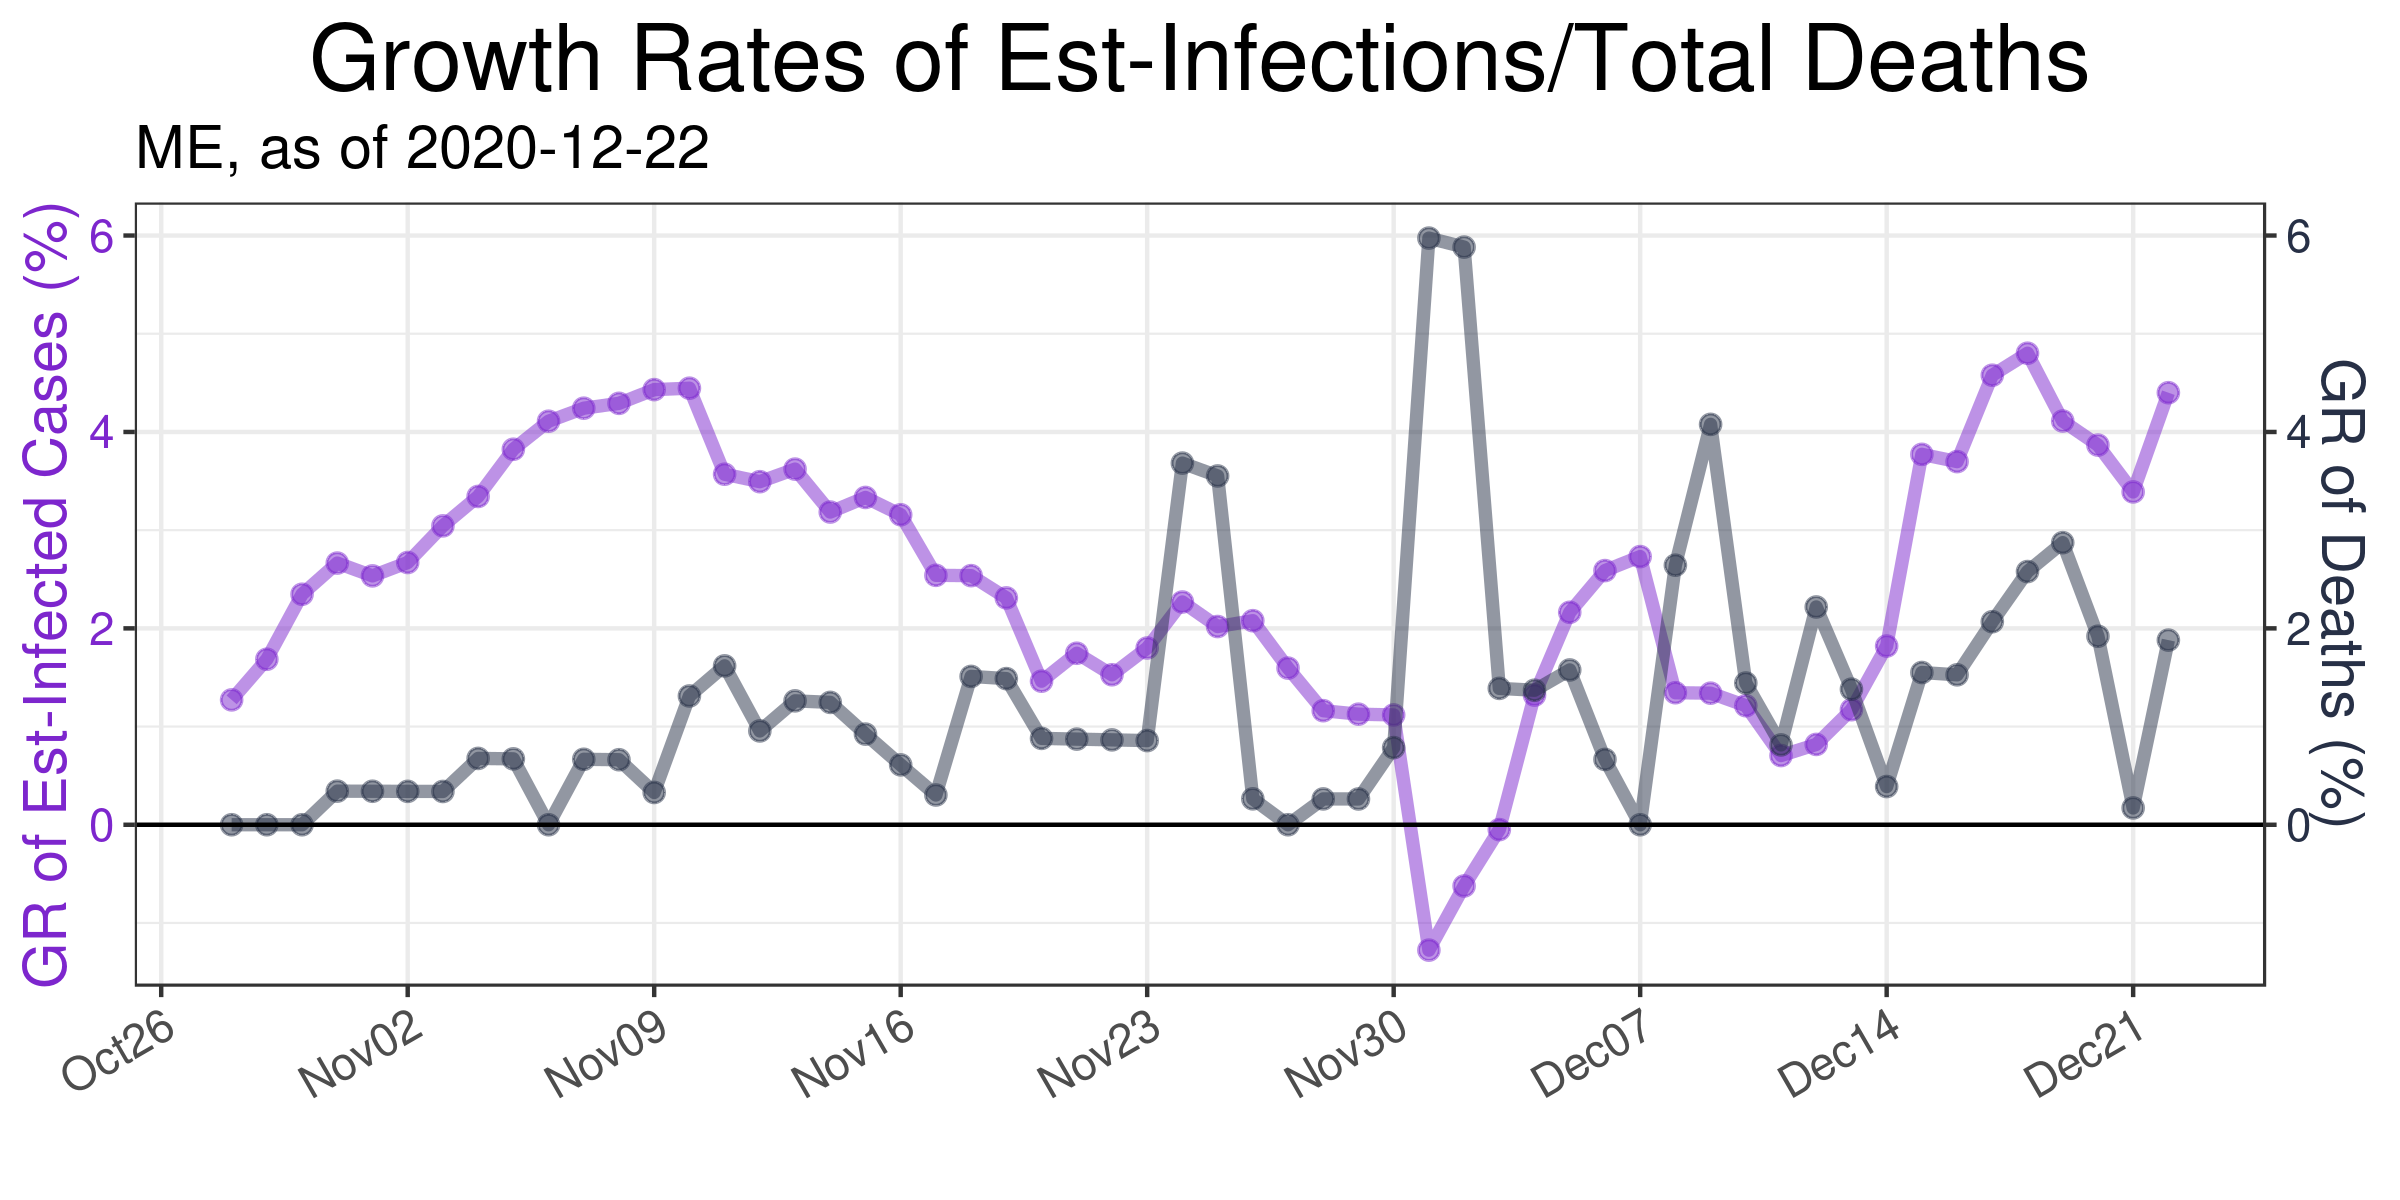 Growth Rates of Est-Infections/Total Deaths
ME, as of 2020-12-22
GR of Est-Infected Cases (%)
6
4
2
0
6
4
2
0
GR of Deaths (%)
Oct26
Nov02
Nov09
Nov16
Nov23
Nov30
Dec07
Dec14
Dec21